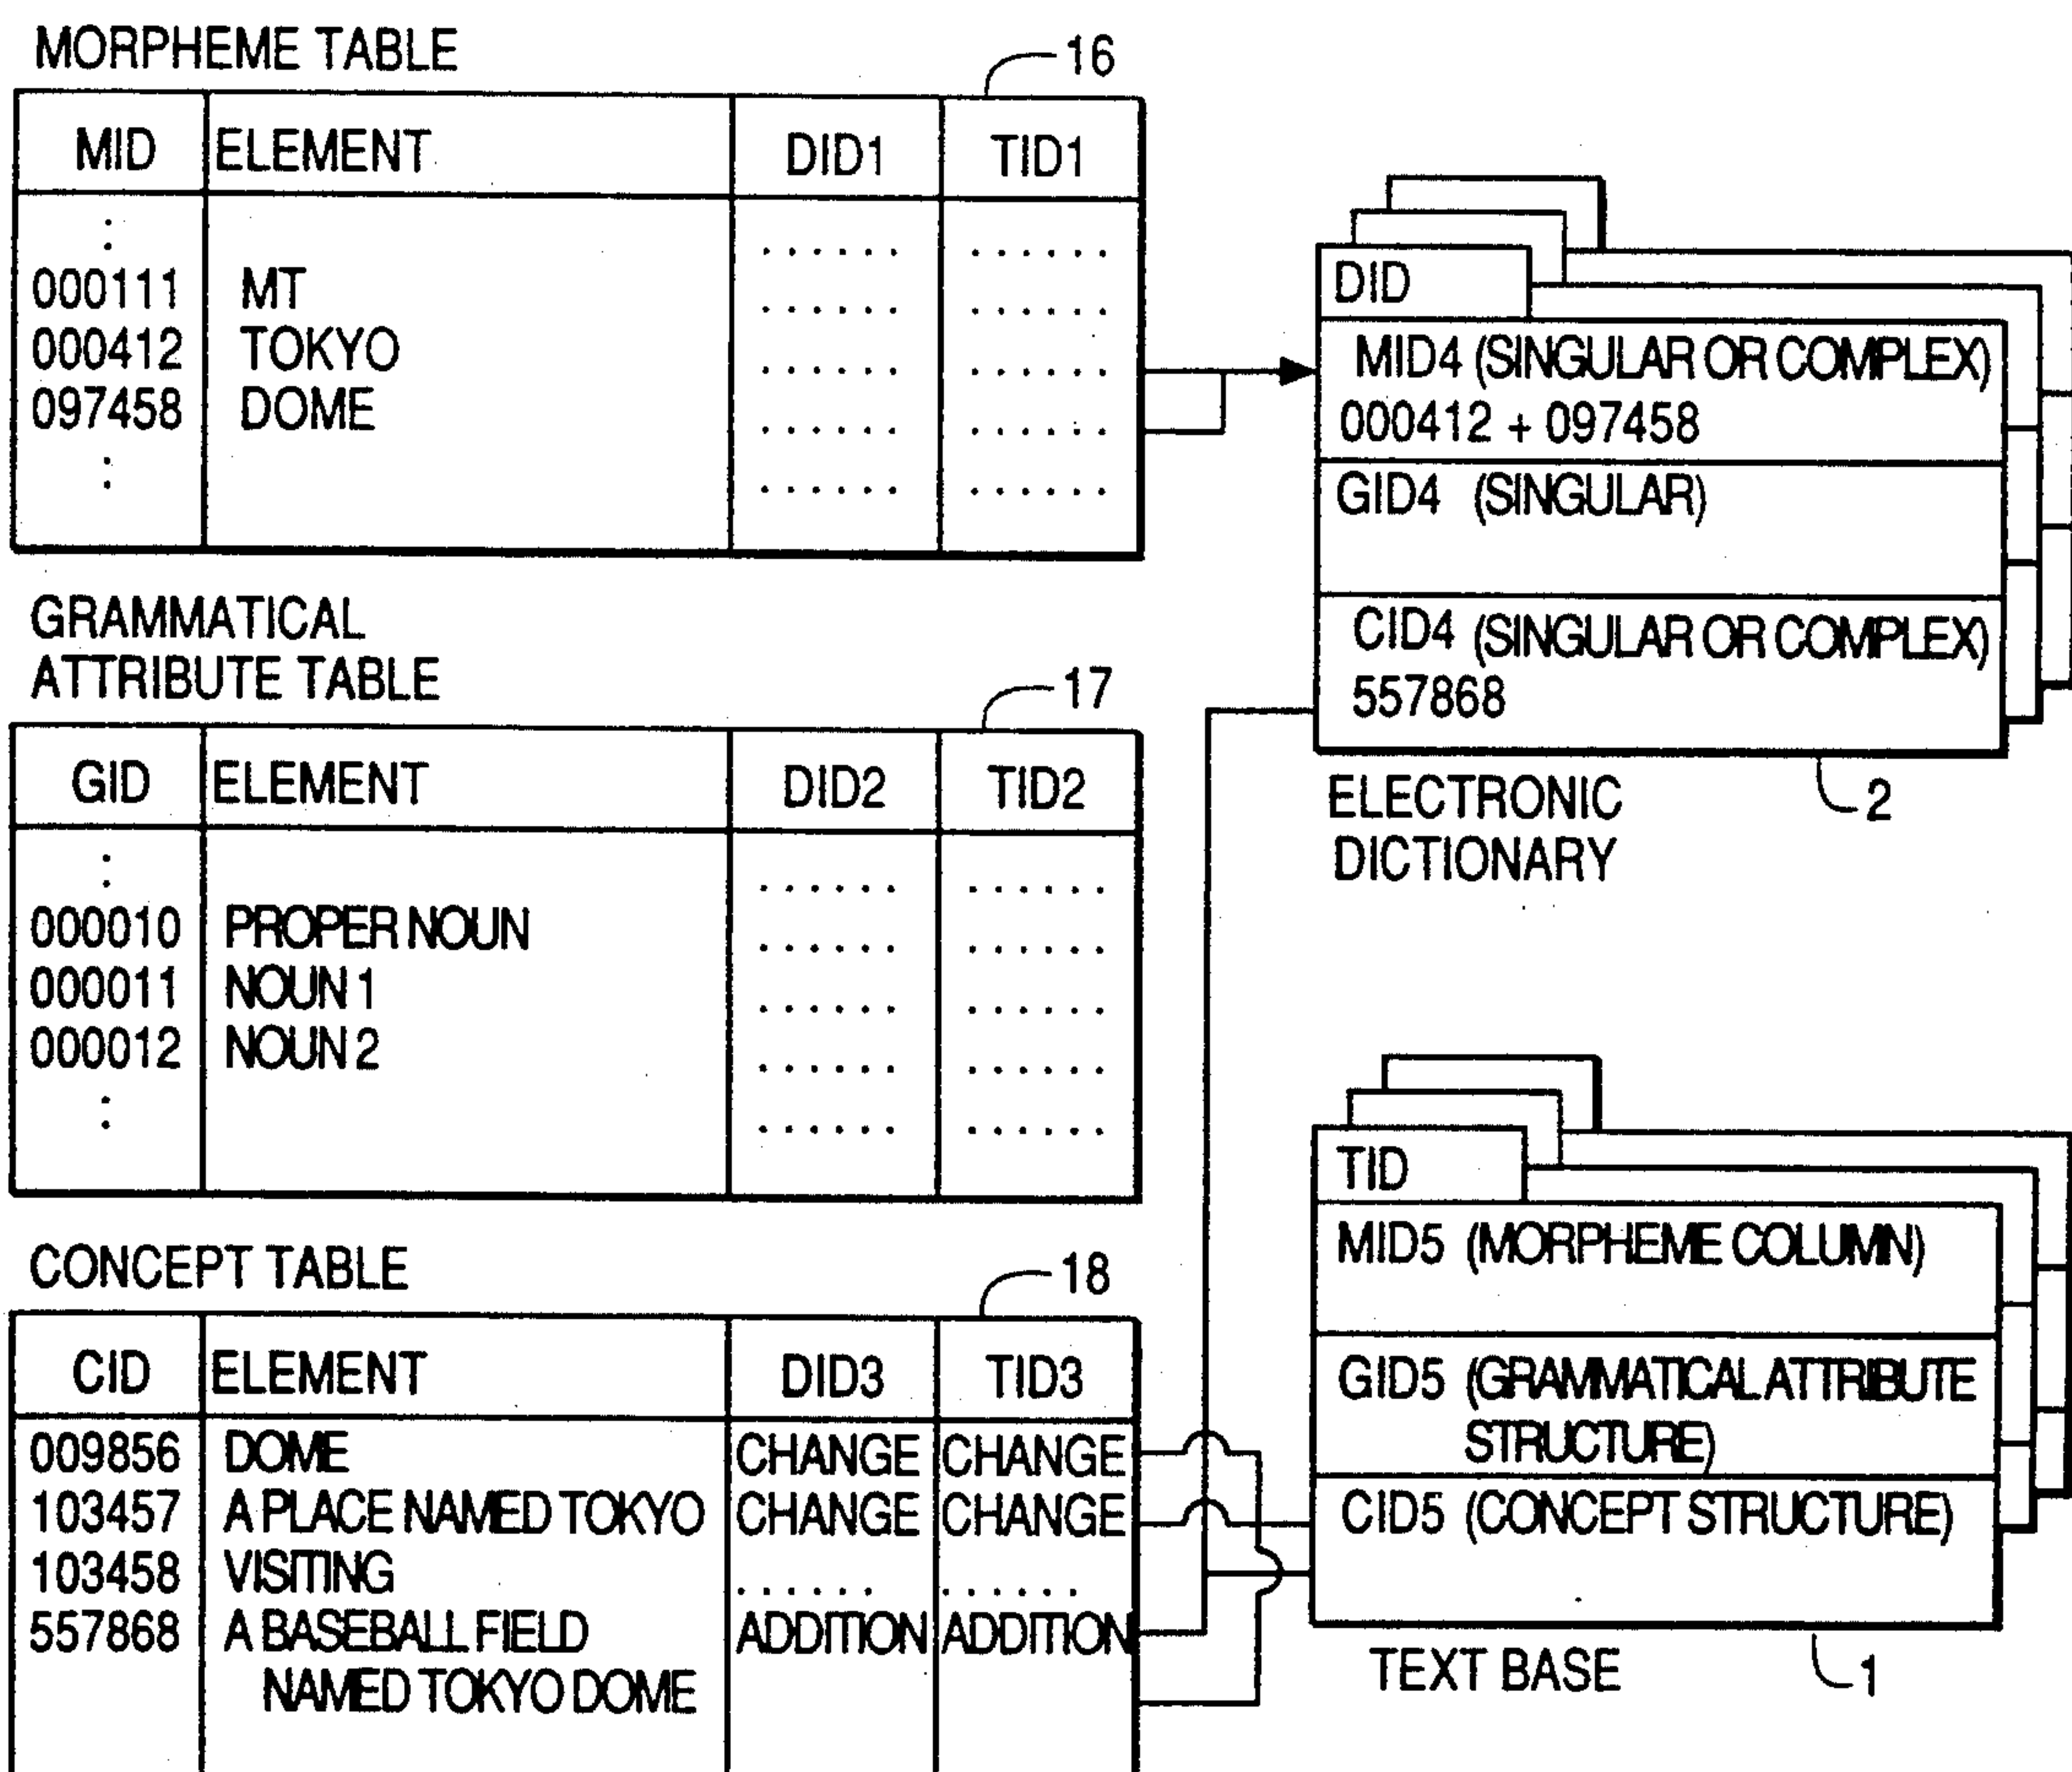 MORPHEME TABLE
16
MID ELEMENT DID1 TID1
:
...... ......
000111 MT
...... ......
000412 TOKYO
...... ......
097458 DOME
...... ......
:
...... ......
GRAMMATICAL
ATTRIBUTE TABLE
17
GID ELEMENT DID2 TID2
:
...... ......
000010 PROPER NOUN
...... ......
000011 NOUN 1
...... ......
000012 NOUN 2
...... ......
:
...... ......
CONCEPT TABLE
18
CID ELEMENT DID3 TID3
009856 DOME CHANGE CHANGE
103457 A PLACE NAMED TOKYO CHANGE CHANGE
103458 VISITING ...... ......
557868 A BASEBALL FIELD ADDITION ADDITION
NAMED TOKYO DOME
DID
MID4 (SINGULAR OR COMPLEX)
000412 + 097458
GID4 (SINGULAR)
CID4 (SINGULAR OR COMPLEX)
557868
2
ELECTRONIC
DICTIONARY
TID
MID5 (MORPHEME COLUMN)
GID5 (GRAMMATICAL ATTRIBUTE
STRUCTURE)
CID5 (CONCEPT STRUCTURE)
TEXT BASE
1